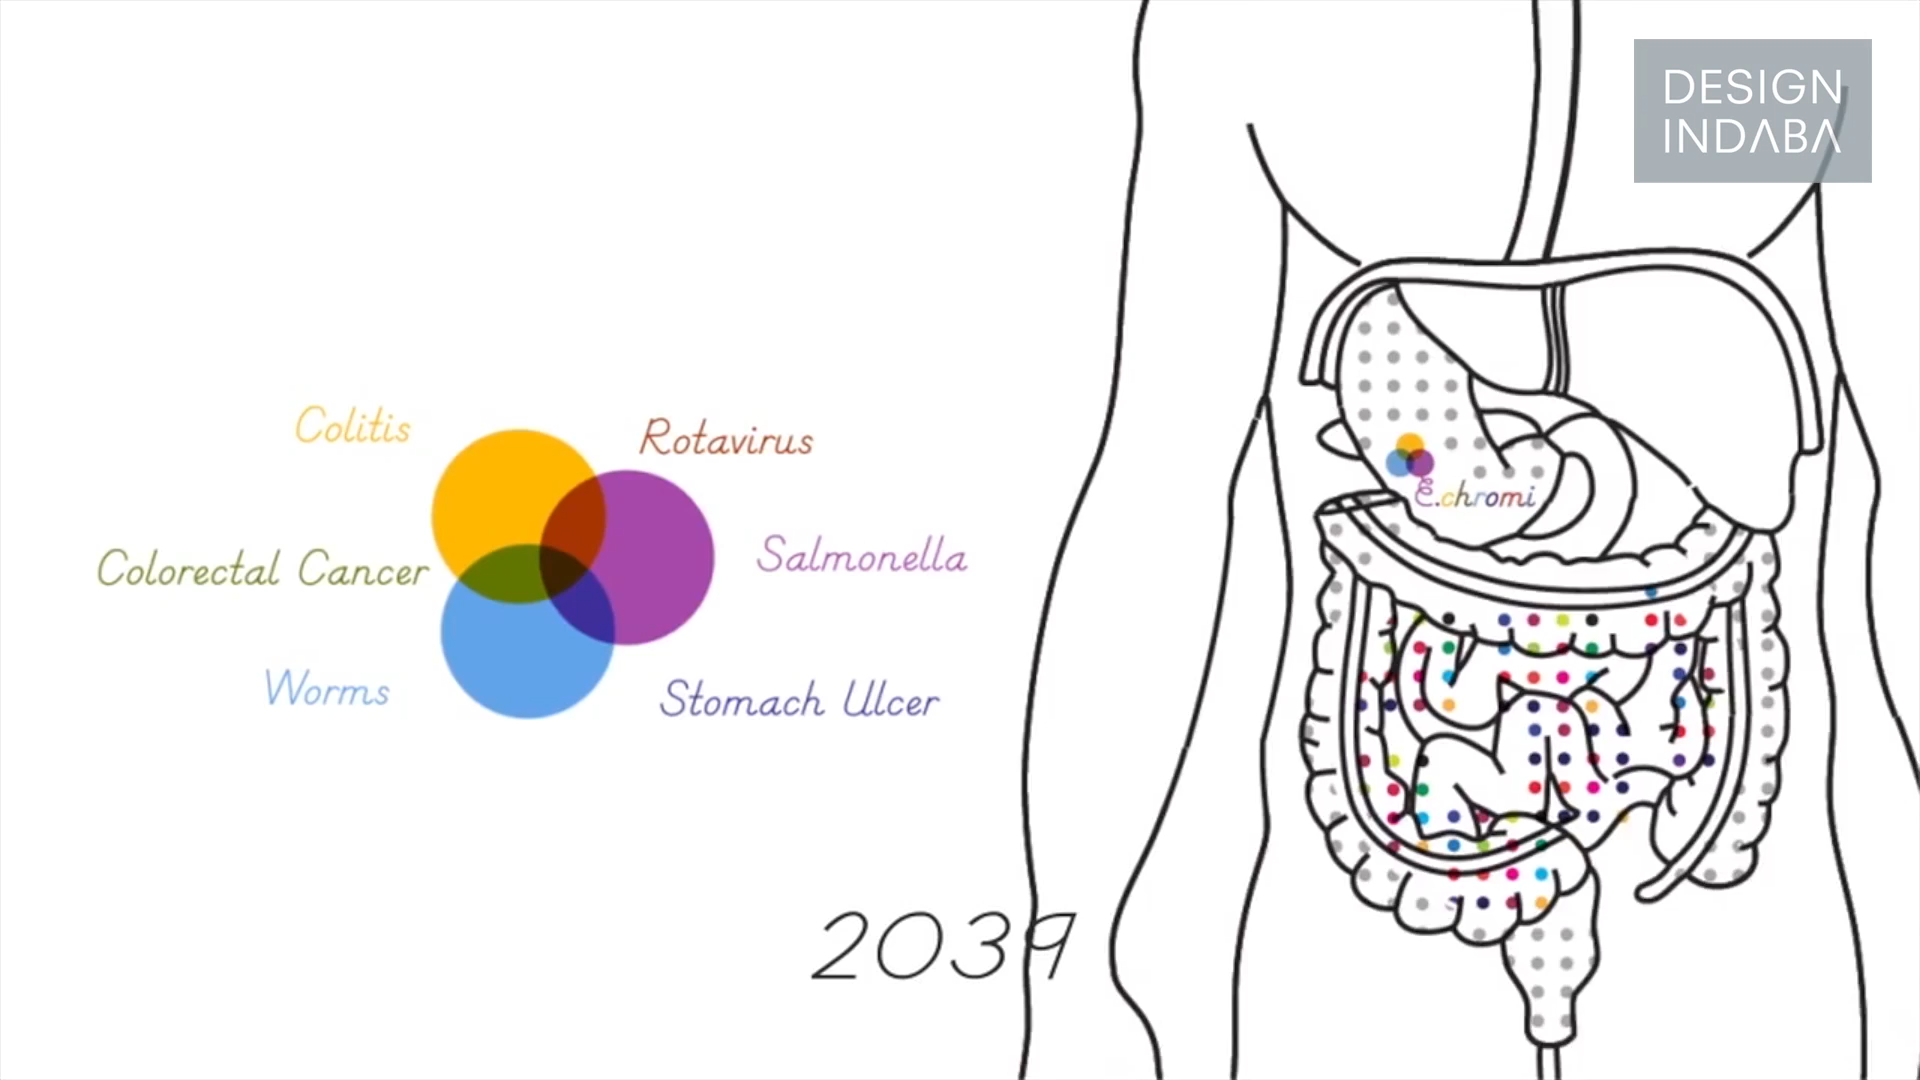 DESIGN
INDABA
Colitis
Rotavirus
Colorectal Cancer
Salmonella
Worms
Stomach Ulcer
E.chromi
2039